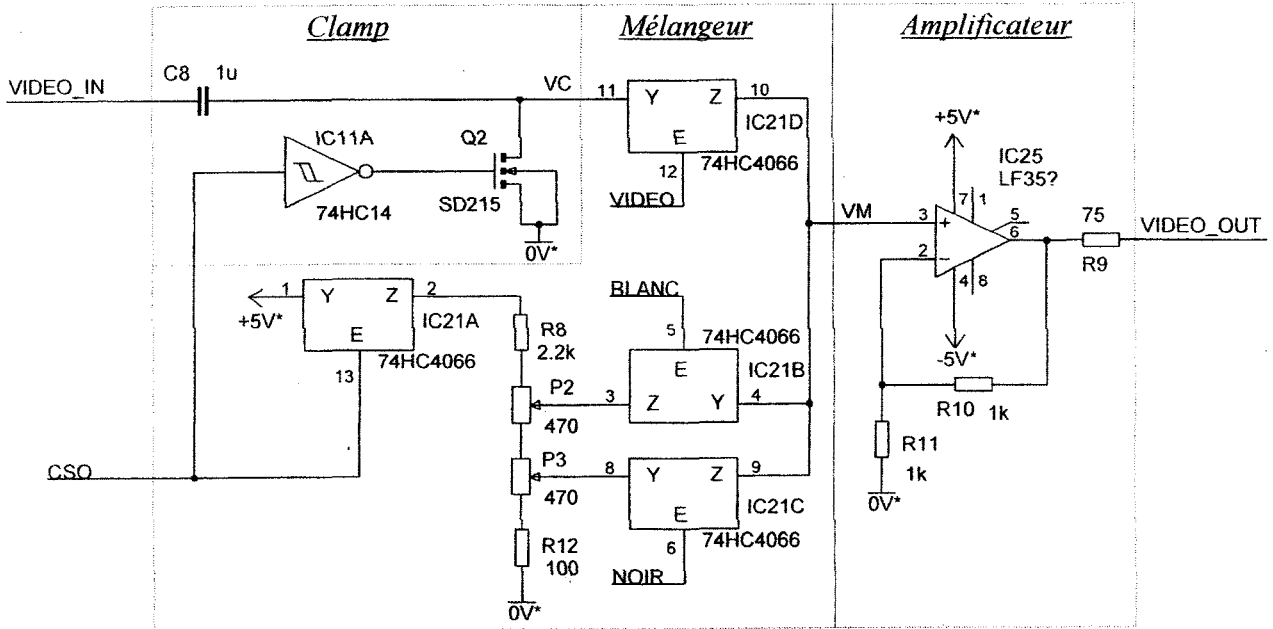 Clamp
Mélangeur
Amplificateur
VIDEO_IN
C8
1u
VC
11
Y
Z
10
E
IC21D
74HC4066
12
VIDEO
IC11A
74HC14
Q2
SD215
0V*
+5V*
IC25
LF35?
7
1
VM
3
+
2
-
5
6
4
8
-5V*
75
R9
VIDEO_OUT
R10
1k
R11
1k
0V*
+5V*
1
Y
Z
2
E
IC21A
74HC4066
13
R8
2.2k
BLANC
5
74HC4066
E
IC21B
Z
Y
3
4
P2
470
P3
470
8
Y
Z
9
E
IC21C
74HC4066
6
NOIR
R12
100
0V*
CSO